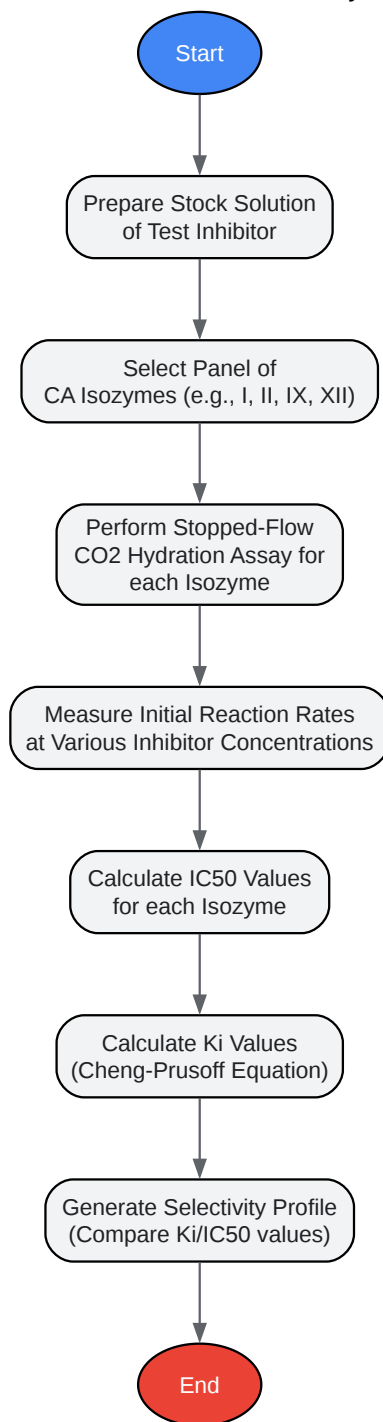 Start
Prepare Stock Solution
of Test Inhibitor
Select Panel of
CA Isozymes (e.g., I, II, IX, XII)
Perform Stopped-Flow
CO2 Hydration Assay for
each Isozyme
Measure Initial Reaction Rates
at Various Inhibitor Concentrations
Calculate IC50 Values
for each Isozyme
Calculate Ki Values
(Cheng-Prusoff Equation)
Generate Selectivity Profile
(Compare Ki/IC50 values)
End